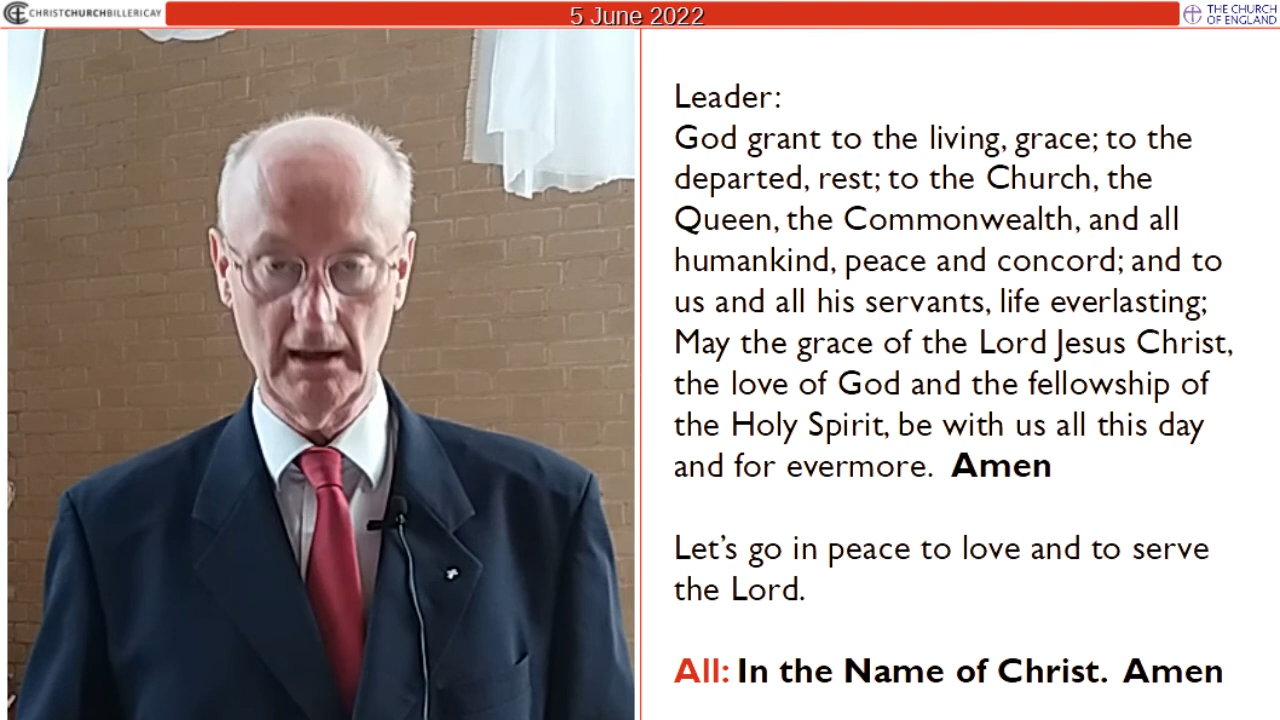 CHRISTCHURCHBILLERICAY
5 June 2022
THE CHURCH
OF ENGLAND
Leader:
God grant to the living, grace; to the
departed, rest; to the Church, the
Queen, the Commonwealth, and all
humankind, peace and concord; and to
us and all his servants, life everlasting;
May the grace of the Lord Jesus Christ,
the love of God and the fellowship of
the Holy Spirit, be with us all this day
and for evermore. Amen
Let’s go in peace to love and to serve
the Lord.
All: In the Name of Christ. Amen